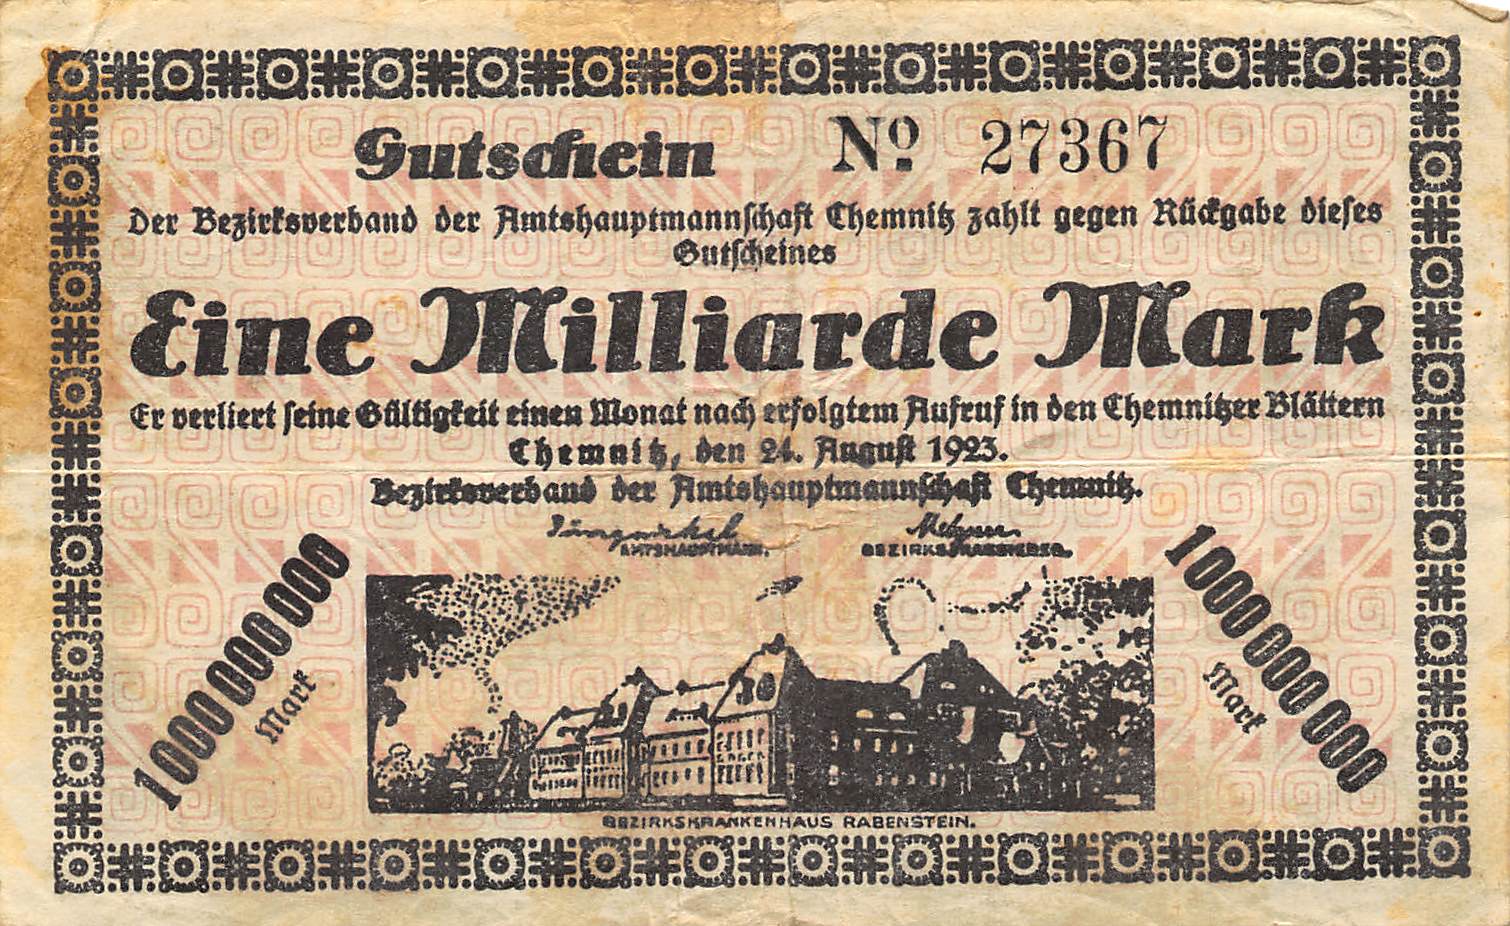 Gutschein No 27367
Der Bezirksverband der Amtshauptmannschaft Chemnitz zahlt gegen Rückgabe dieses
Gutscheines
Eine Milliarde Mark
Er verliert seine Gültigkeit einen Monat nach erfolgtem Aufruf in den Chemnitzer Blättern
Chemnitz, den 24. August 1923.
Bezirksverband der Amtshauptmannschaft Chemnitz.
AMTSHAUPTMANN.
1000000000
Mark
1000000000
Mark
BEZIRKSKRANKENHAUS RABENSTEIN.